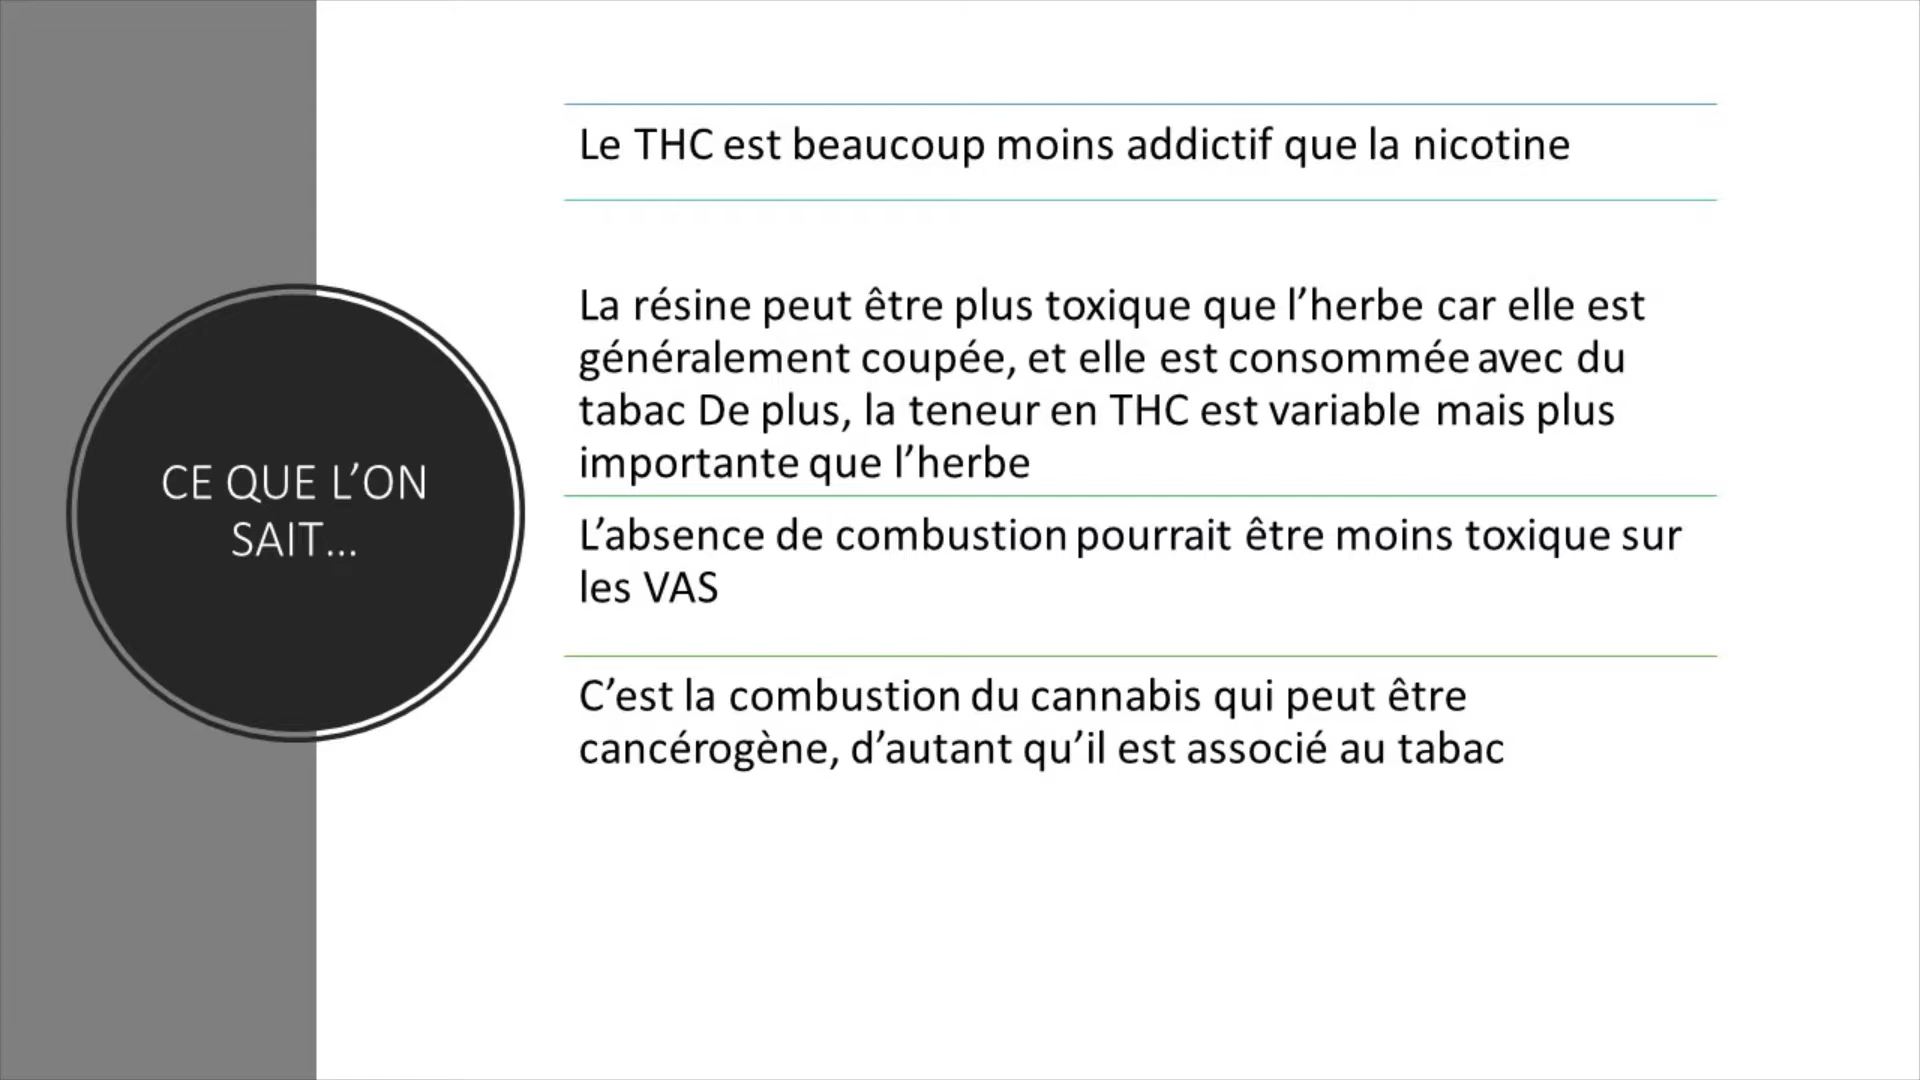 CE QUE L’ON
SAIT...
Le THC est beaucoup moins addictif que la nicotine
La résine peut être plus toxique que l’herbe car elle est
généralement coupée, et elle est consommée avec du
tabac De plus, la teneur en THC est variable mais plus
importante que l’herbe
L’absence de combustion pourrait être moins toxique sur
les VAS
C’est la combustion du cannabis qui peut être
cancérogène, d’autant qu’il est associé au tabac